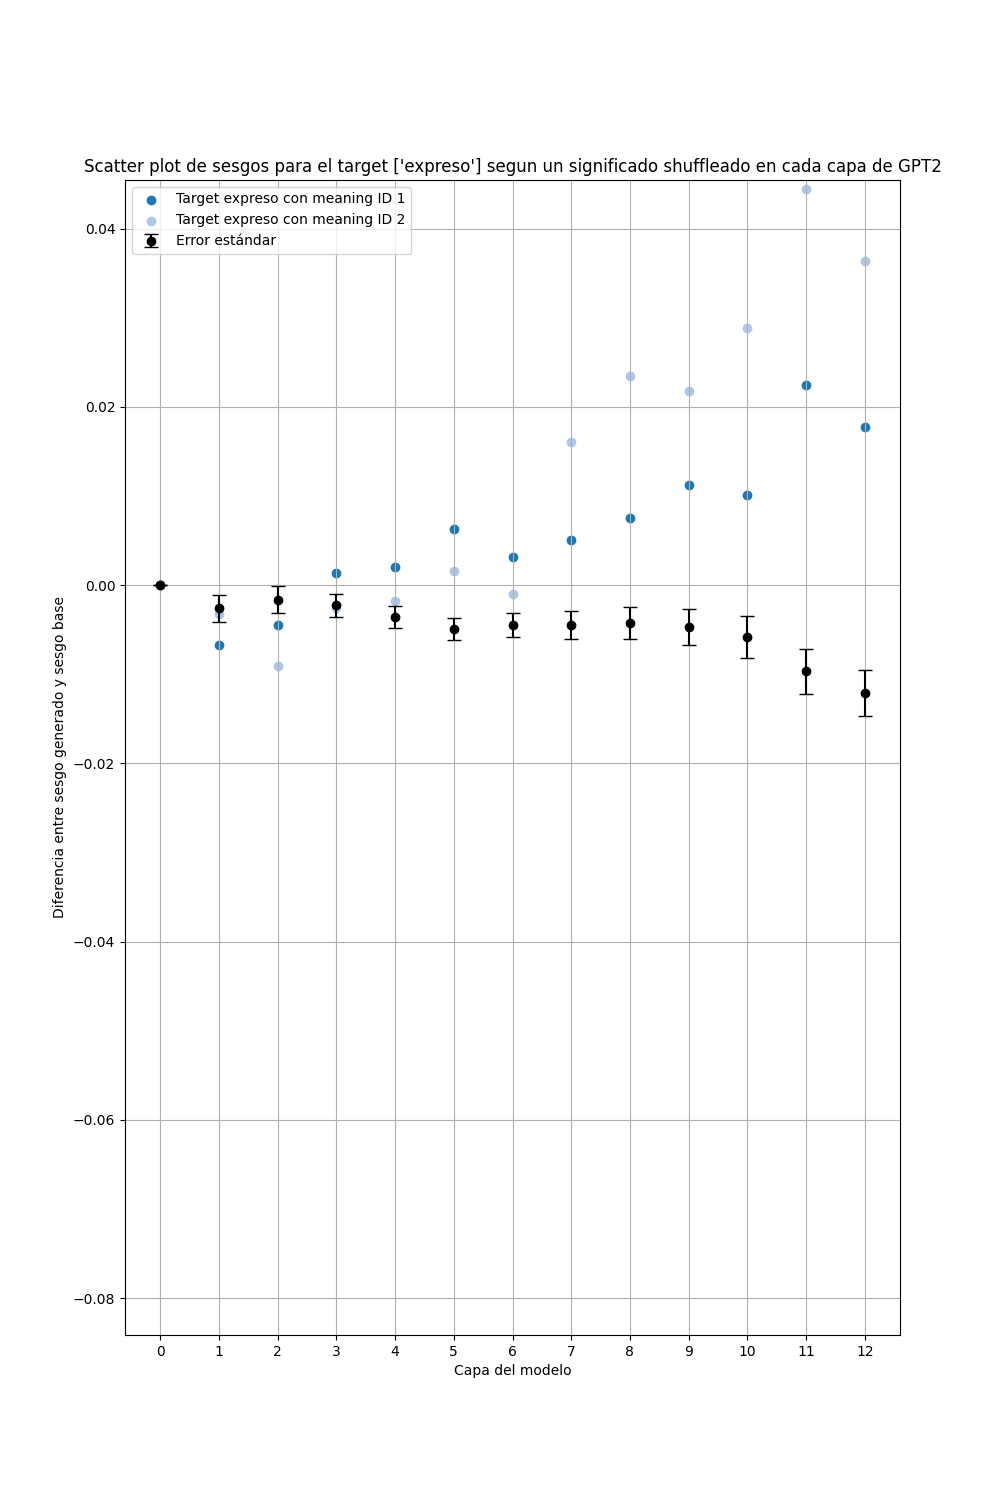 Scatter plot de sesgos para el target ['expreso'] segun un significado shuffleado en cada capa de GPT2
Target expreso con meaning ID 1
Target expreso con meaning ID 2
Error estándar
0.04
0.02
0.00
−0.02
−0.04
−0.06
−0.08
Diferencia entre sesgo generado y sesgo base
0 1 2 3 4 5 6 7 8 9 10 11 12
Capa del modelo